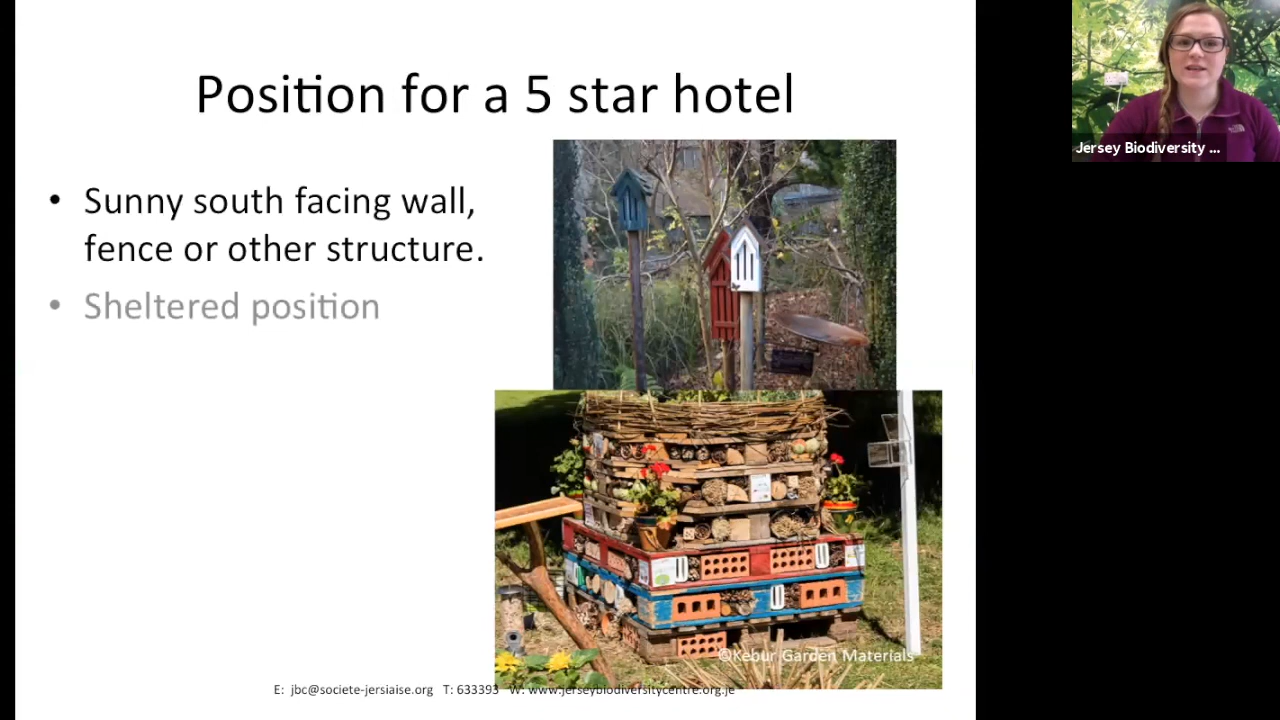 Position for a 5 star hotel
• Sunny south facing wall,
fence or other structure.
• Sheltered position
©Kebur Garden Materials
E: jbc@societe-jersiaise.org T: 633393 W: www.jerseybiodiversitycentre.org.je
Jersey Biodiversity ...